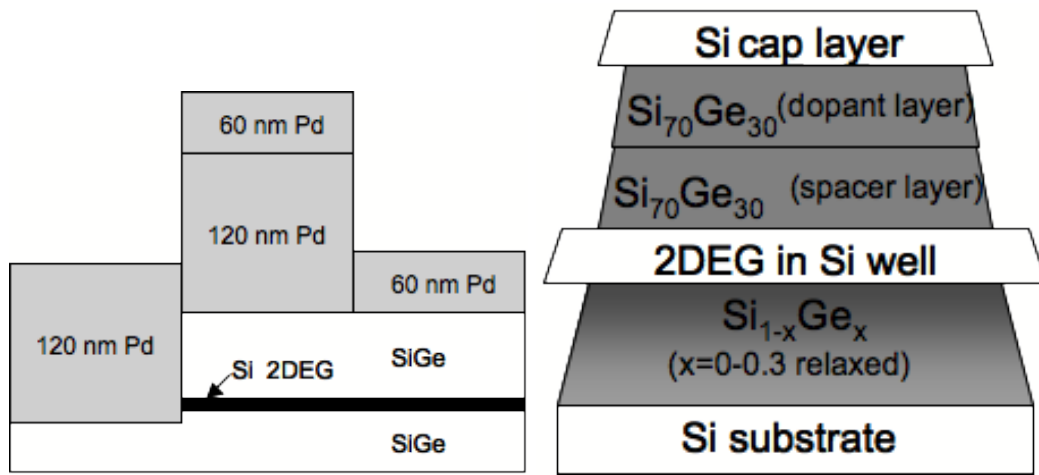 60 nm Pd
120 nm Pd
60 nm Pd
120 nm Pd
Si 2DEG
SiGe
SiGe
Si cap layer
Si₇₀Ge₃₀(dopant layer)
Si₇₀Ge₃₀ (spacer layer)
2DEG in Si well
Si₁₋ₓGeₓ
(x=0-0.3 relaxed)
Si substrate